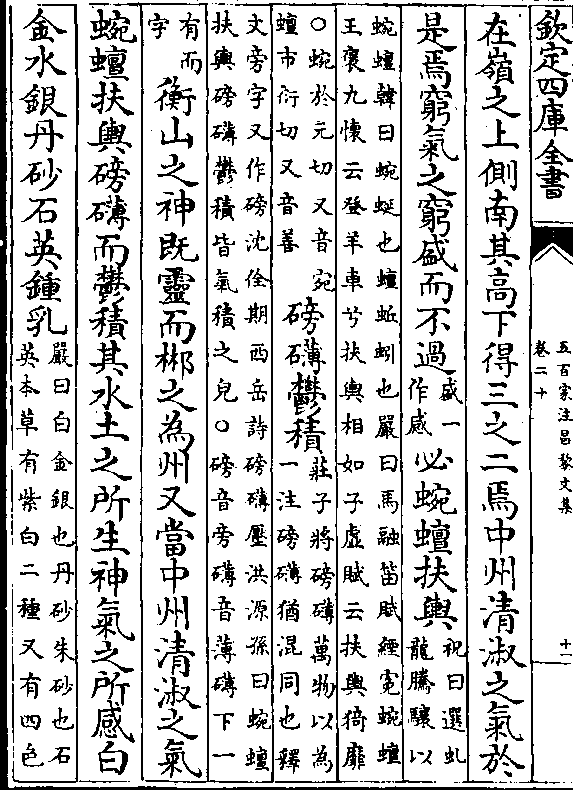 欽定四庫全書
五百家注昌黎文集
卷二十
十一
在嶺之上側南其高下得三之二焉中州清淑之氣於
是焉窮氣之窮盛而不過盛一作感必蜿蟺扶輿祝曰選虬龍騰驤以
蜿蟺韓曰蜿蜒也蟺蚯蚓也嚴曰馬融笛賦緸寃蜿蟺
王褒九懷云登羊車兮扶輿相如子虛賦云扶輿猗靡
○蜿於元切又音宛蟺市衍切又音善磅礴鬱積莊子將磅礴萬物以為一注磅礴猶混同也釋
文旁字又作磅沈佺期西岳詩磅礴壓洪源孫曰蜿蟺
扶輿磅礴鬱積皆氣積之皃○磅音旁礴音薄礴下一
有而字衡山之神既靈而郴之為州又當中州清淑之氣
蜿蟺扶輿磅礴而鬱積其水土之所生神氣之所感白
金水銀丹砂石英鍾乳嚴曰白金銀也丹砂朱砂也石英本草有紫白二種又有四色